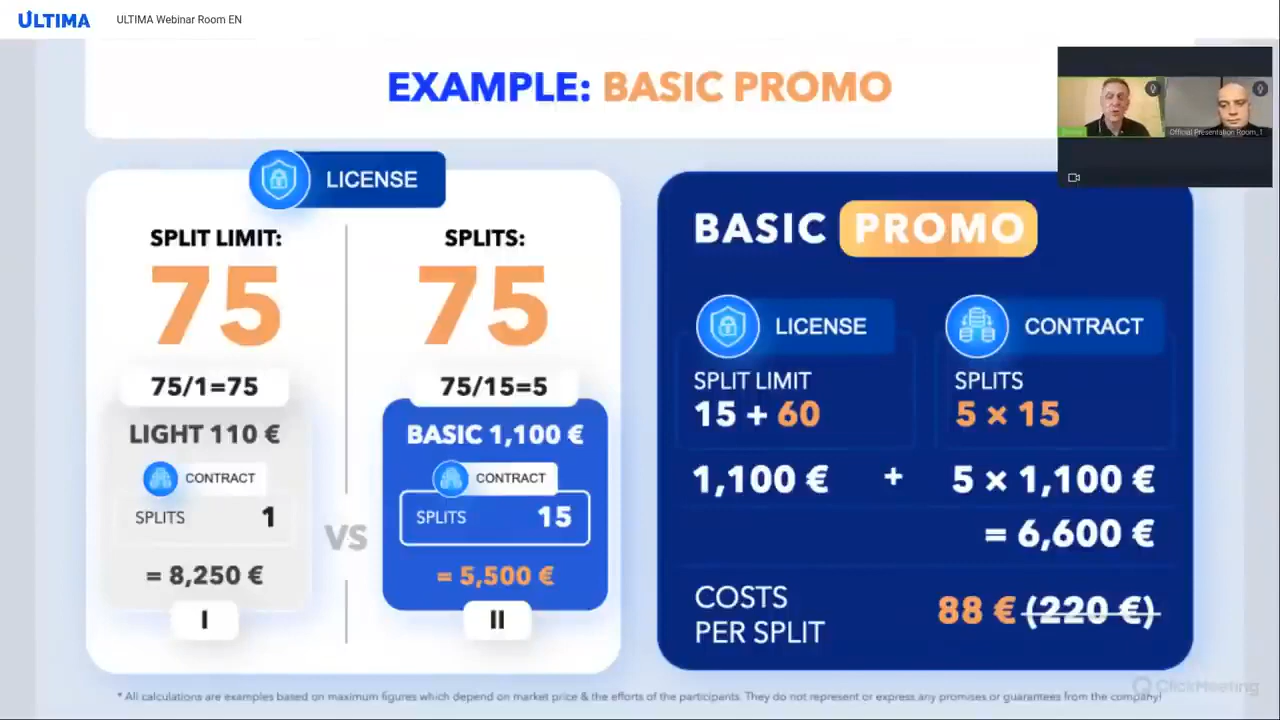 ULTIMA
ULTIMA Webinar Room EN
EXAMPLE: BASIC PROMO
LICENSE
SPLIT LIMIT:
75
75/1=75
LIGHT 110 €
CONTRACT
SPLITS 1
= 8,250 €
I
VS
SPLITS:
75
75/15=5
BASIC 1,100 €
CONTRACT
SPLITS 15
= 5,500 €
II
BASIC PROMO
LICENSE
SPLIT LIMIT
15 + 60
CONTRACT
SPLITS
5 × 15
1,100 € + 5 × 1,100 €
= 6,600 €
COSTS
PER SPLIT
88 € (220 €)
Official Presentation Room_1
* All calculations are examples based on maximum figures which depend on market price & the efforts of the participants. They do not represent or express any promises or guarantees from the company!
ClickMeeting